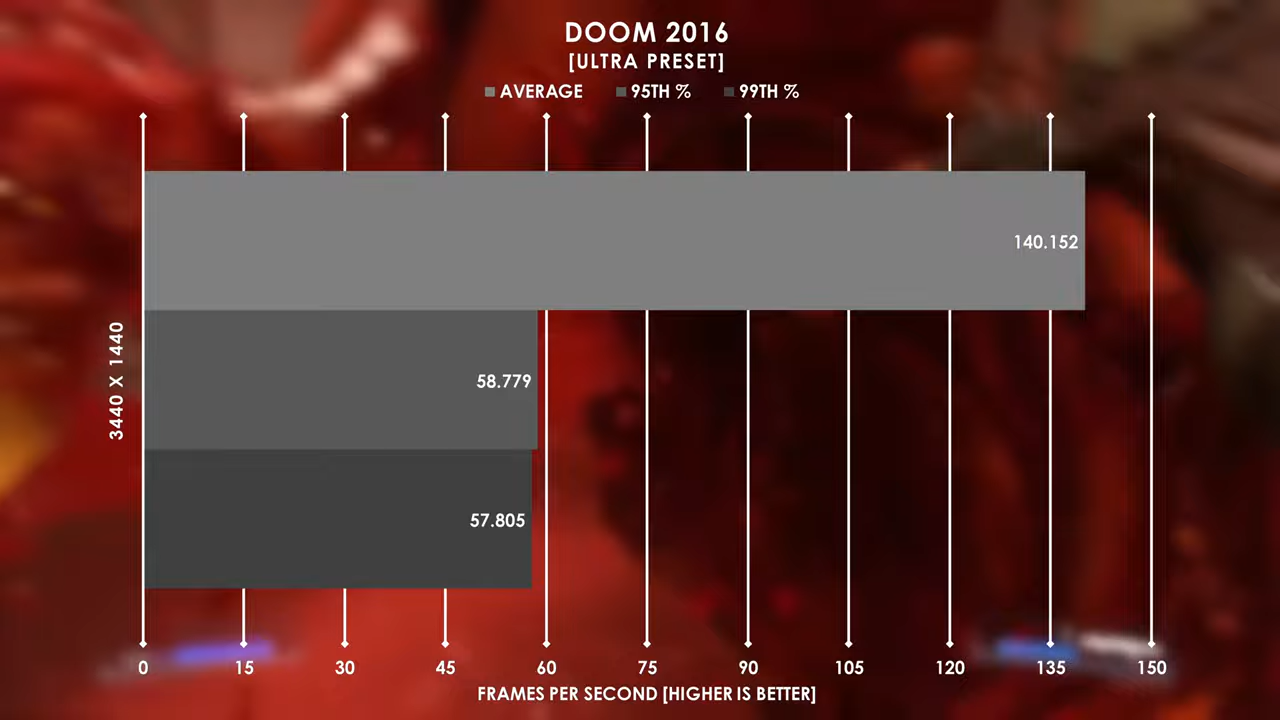 DOOM 2016
[ULTRA PRESET]
AVERAGE 95TH % 99TH %
140.152
3440 X 1440
58.779
57.805
0 15 30 45 60 75 90 105 120 135 150
FRAMES PER SECOND [HIGHER IS BETTER]